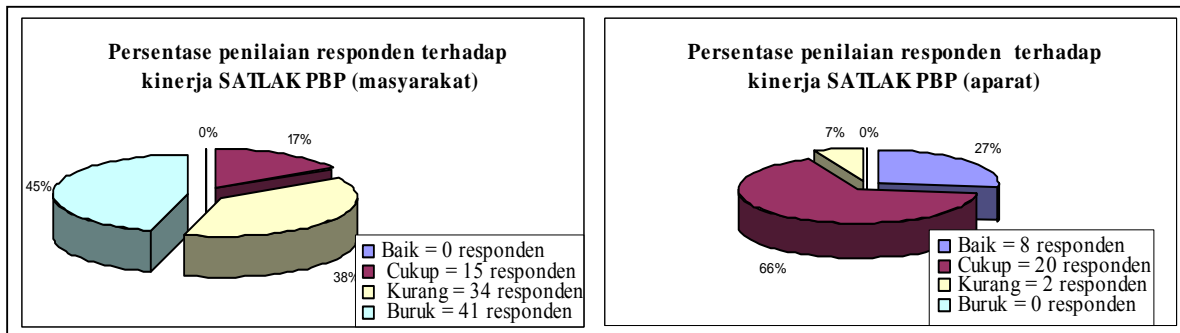 Persentase penilaian responden terhadap
kinerja SATLAK PBP (masyarakat)
0%
17%
45%
38%
Baik = 0 responden
Cukup = 15 responden
Kurang = 34 responden
Buruk = 41 responden
Persentase penilaian responden terhadap
kinerja SATLAK PBP (aparat)
7%
0%
27%
66%
Baik = 8 responden
Cukup = 20 responden
Kurang = 2 responden
Buruk = 0 responden